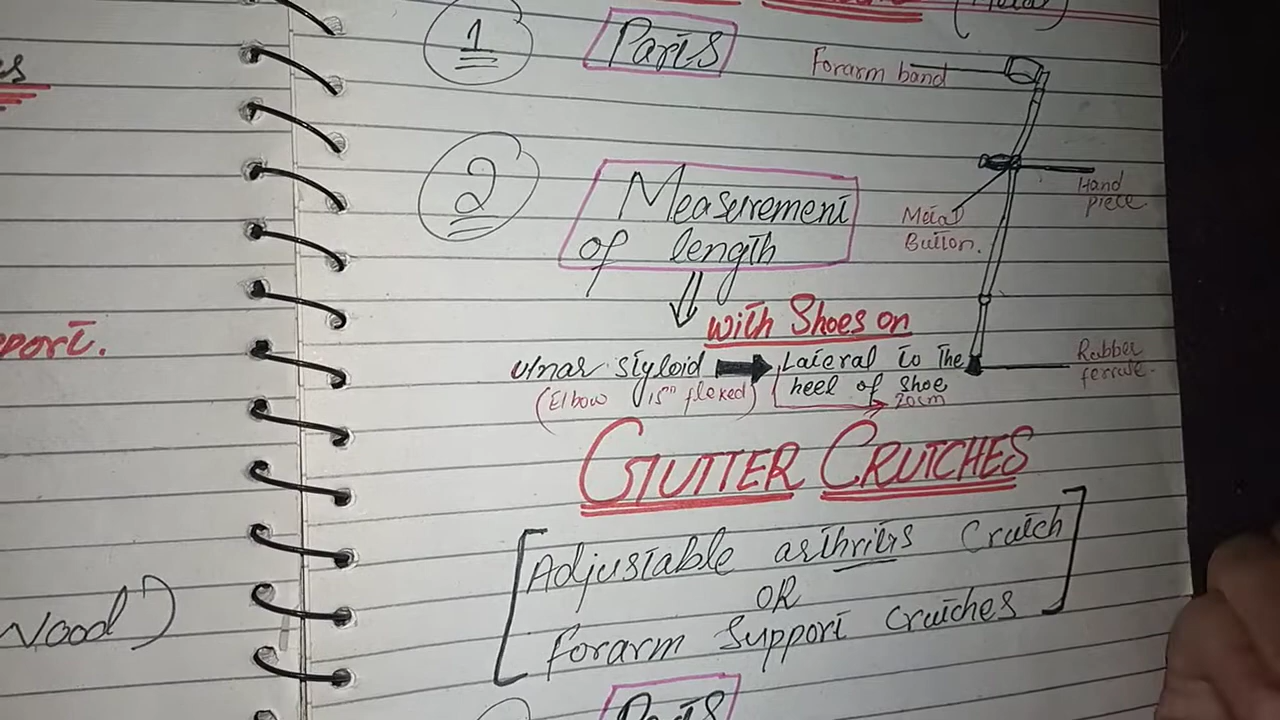 (Metal)
1 Parts
Forarm band
Hand piece
2 Measurement of length
Metal Button.
with Shoes on
ulnar styloid → Lateral to the heel of shoe
(Elbow 15° flexed)
20cm
Rubber ferrule.
GUTTER CRUTCHES
[Adjustable arthritis Crutch
OR
Forarm Support Crutches]
Parts
pport.
Wood)